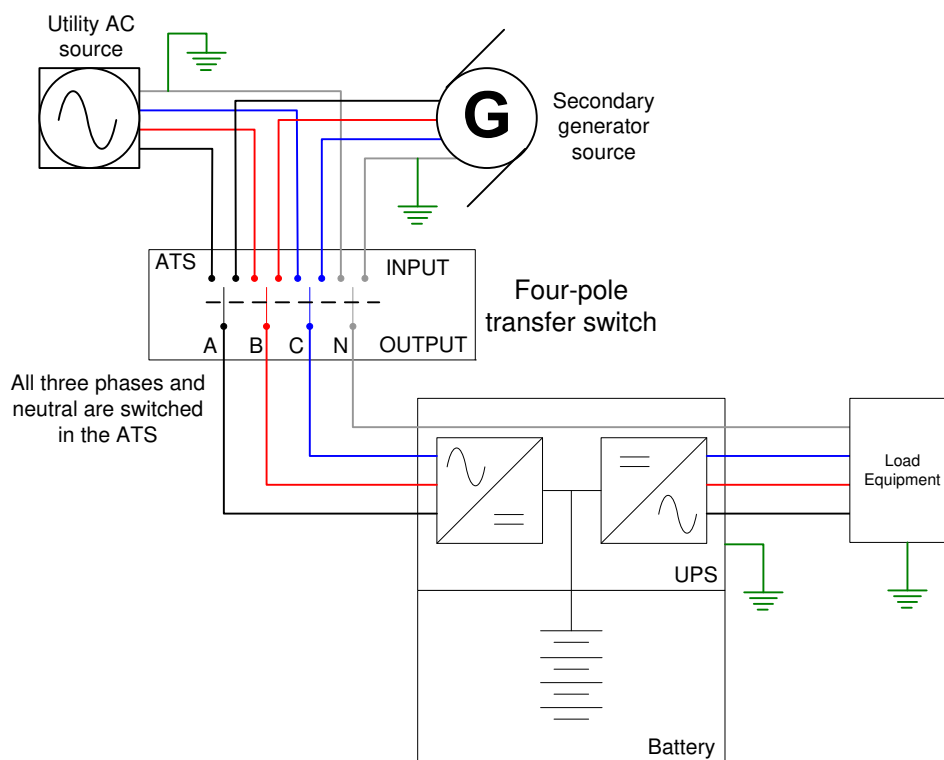 Utility AC
source
G
Secondary
generator
source
ATS
INPUT
Four-pole
transfer switch
A
B
C
N
OUTPUT
All three phases and
neutral are switched
in the ATS
Load
Equipment
UPS
Battery